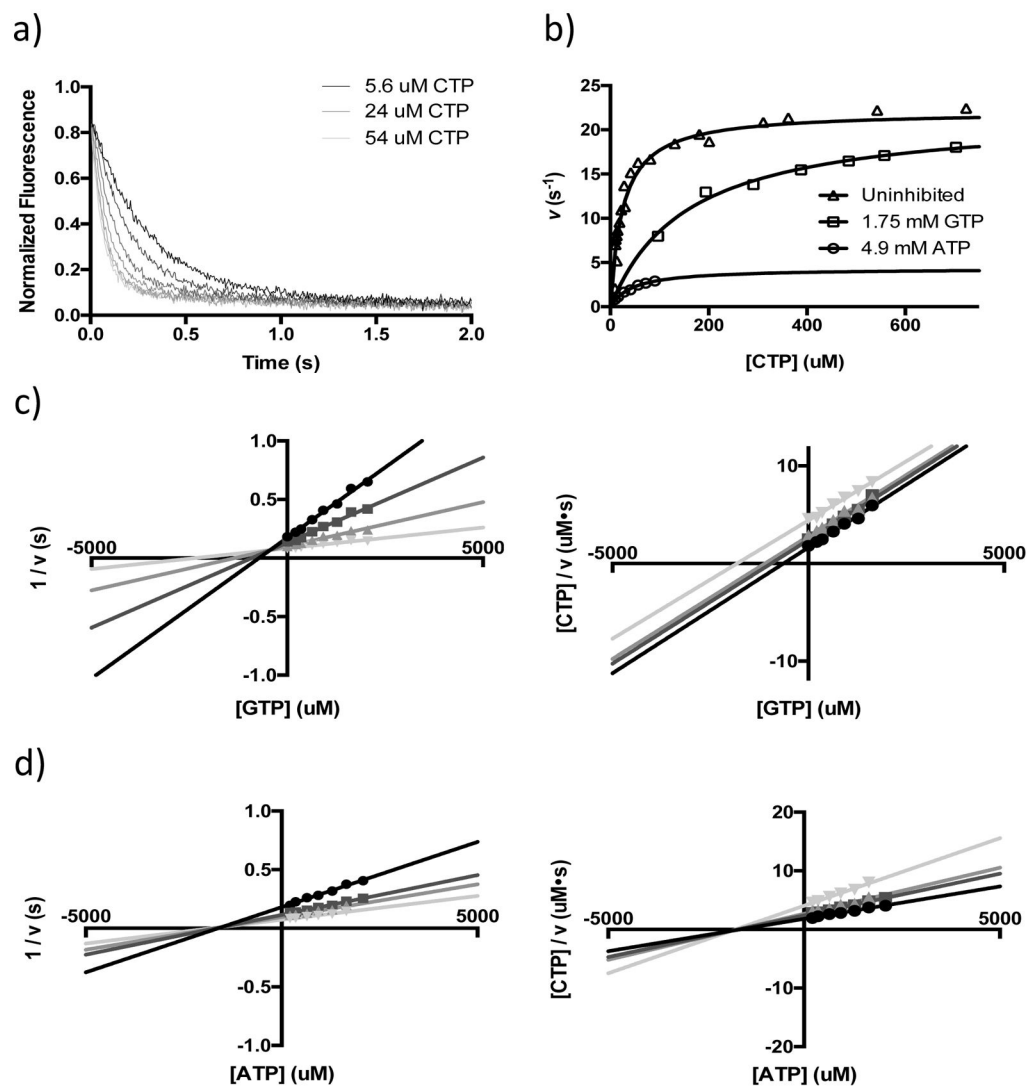 a)
1.0
0.8
0.6
0.4
0.2
0.0
0.0 0.5 1.0 1.5 2.0
Normalized Fluorescence
Time (s)
5.6 uM CTP
24 uM CTP
54 uM CTP
b)
25
20
15
10
5
0
0 200 400 600
v (s-1)
[CTP] (uM)
Uninhibited
1.75 mM GTP
4.9 mM ATP
c)
1.0
0.5
-5000 5000
-0.5
-1.0
1 / v (s)
[GTP] (uM)
10
-5000 5000
-10
[CTP] / v (uM•s)
[GTP] (uM)
d)
1.0
0.5
-5000 5000
-0.5
-1.0
1 / v (s)
[ATP] (uM)
20
10
-5000 5000
-10
-20
[CTP] / v (uM•s)
[ATP] (uM)